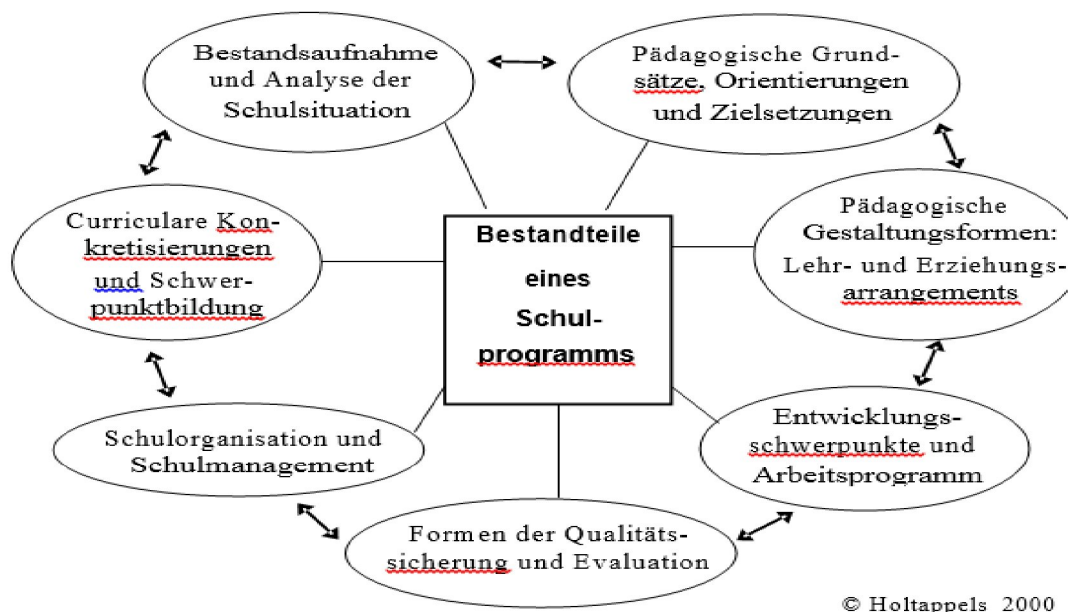 Bestandsaufnahme
und Analyse der
Schulsituation
Pädagogische Grund-
sätze, Orientierungen
und Zielsetzungen
Curriculare Kon-
kretisierungen
und Schwer-
punktbildung
Bestandteile
eines
Schul-
programms
Pädagogische
Gestaltungsformen:
Lehr- und Erziehungs-
arrangements
Schulorganisation und
Schulmanagement
Entwicklungs-
schwerpunkte und
Arbeitsprogramm
Formen der Qualitäts-
sicherung und Evaluation
© Holtappels 2000